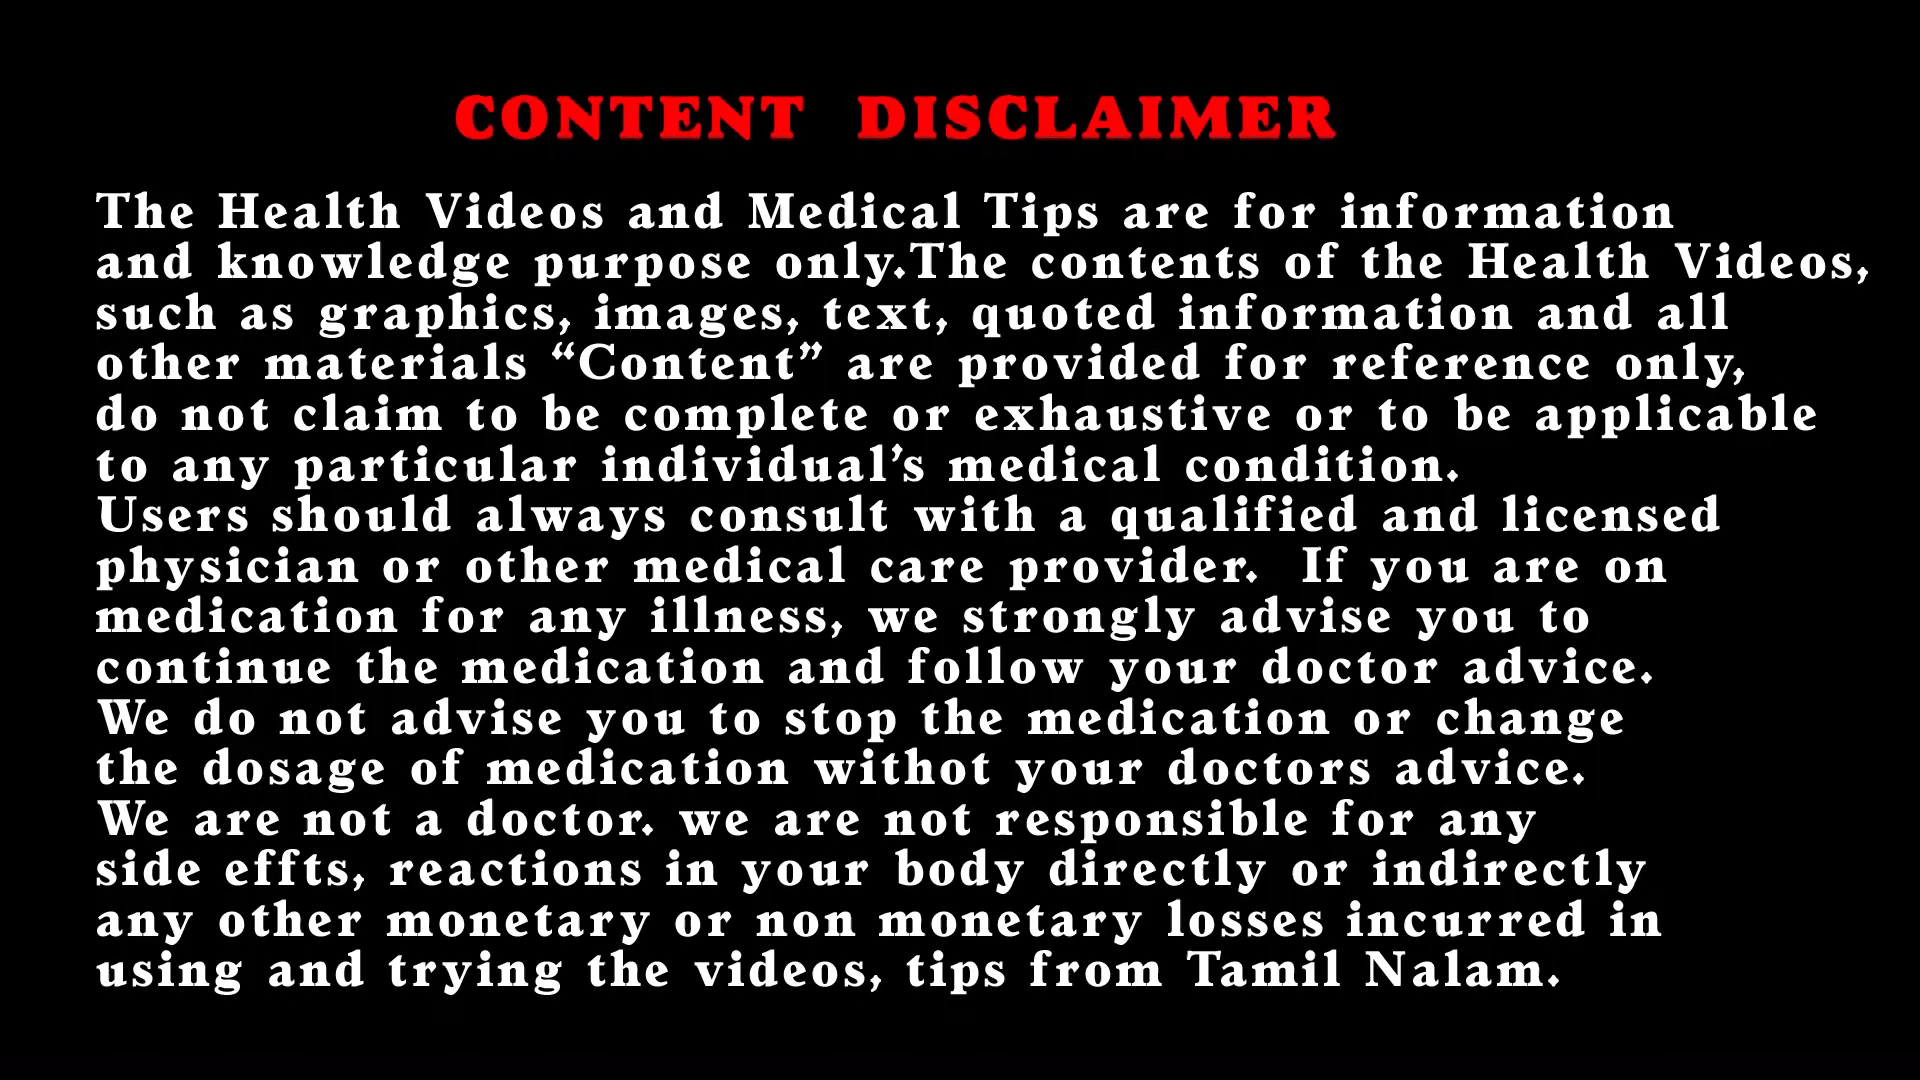 CONTENT DISCLAIMER
The Health Videos and Medical Tips are for information
and knowledge purpose only.The contents of the Health Videos,
such as graphics, images, text, quoted information and all
other materials “Content” are provided for reference only,
do not claim to be complete or exhaustive or to be applicable
to any particular individual’s medical condition.
Users should always consult with a qualified and licensed
physician or other medical care provider.  If you are on
medication for any illness, we strongly advise you to
continue the medication and follow your doctor advice.
We do not advise you to stop the medication or change
the dosage of medication withot your doctors advice.
We are not a doctor. we are not responsible for any
side effts, reactions in your body directly or indirectly
any other monetary or non monetary losses incurred in
using and trying the videos, tips from Tamil Nalam.